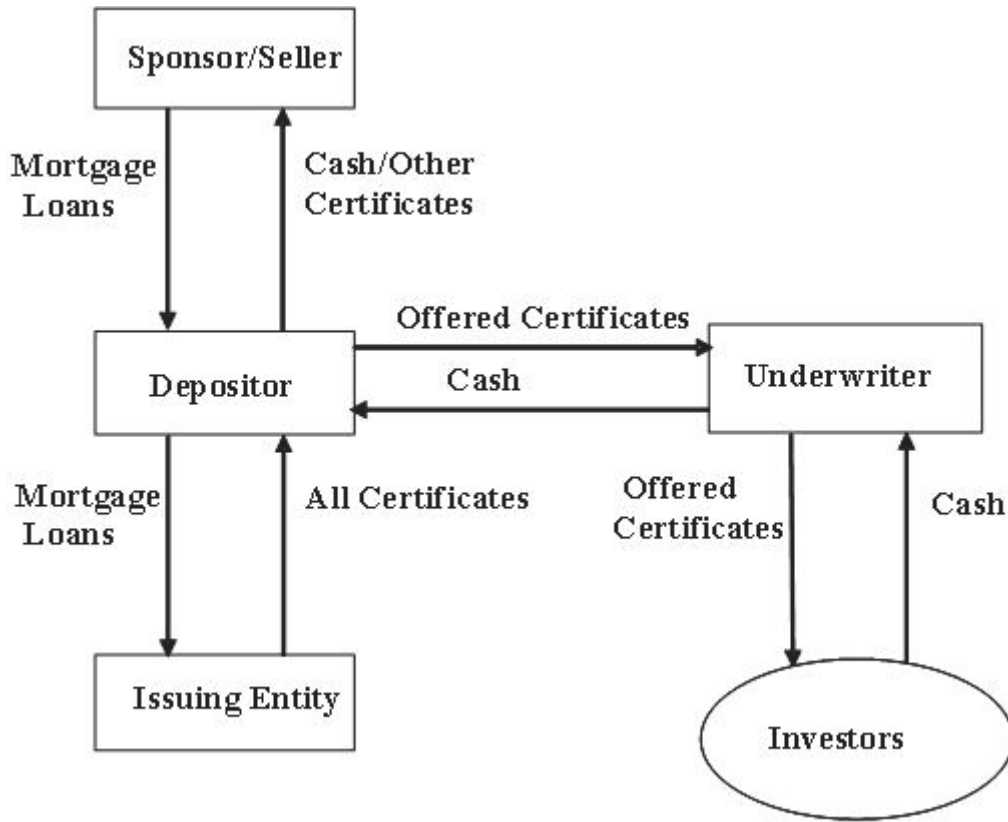 Sponsor/Seller
Mortgage
Loans
Cash/Other
Certificates
Offered Certificates
Cash
Depositor
Underwriter
Mortgage
Loans
All Certificates
Offered
Certificates
Cash
Issuing Entity
Investors